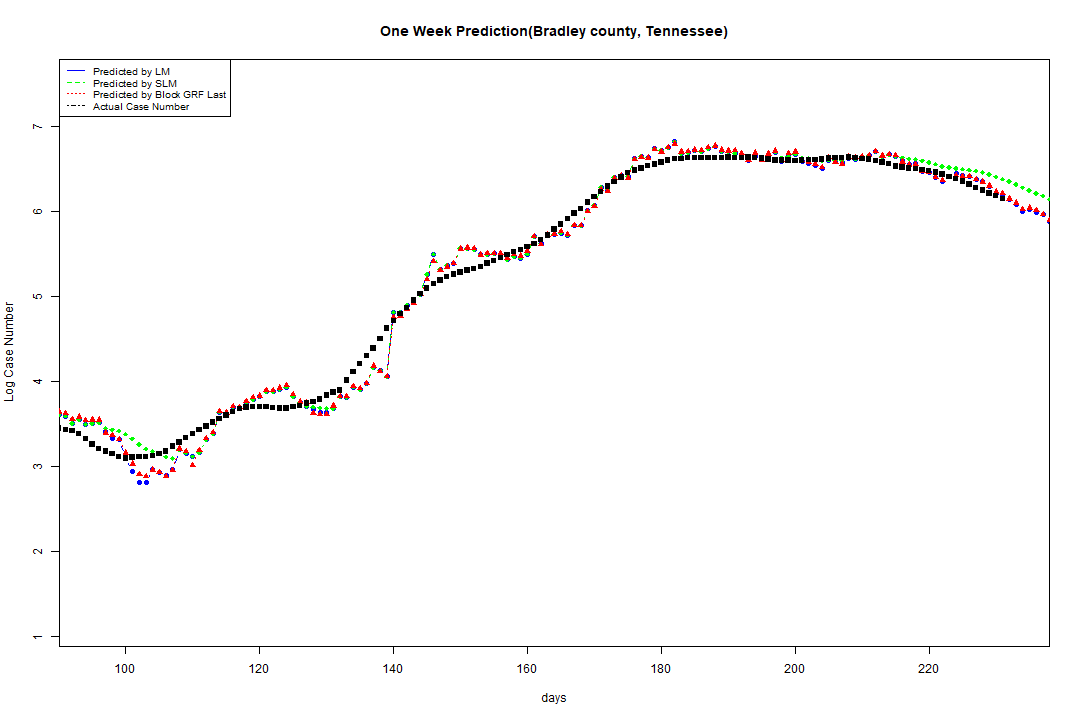 One Week Prediction(Bradley county, Tennessee)
Predicted by LM
Predicted by SLM
Predicted by Block GRF Last
Actual Case Number
7
6
5
4
3
2
1
Log Case Number
100 120 140 160 180 200 220
days